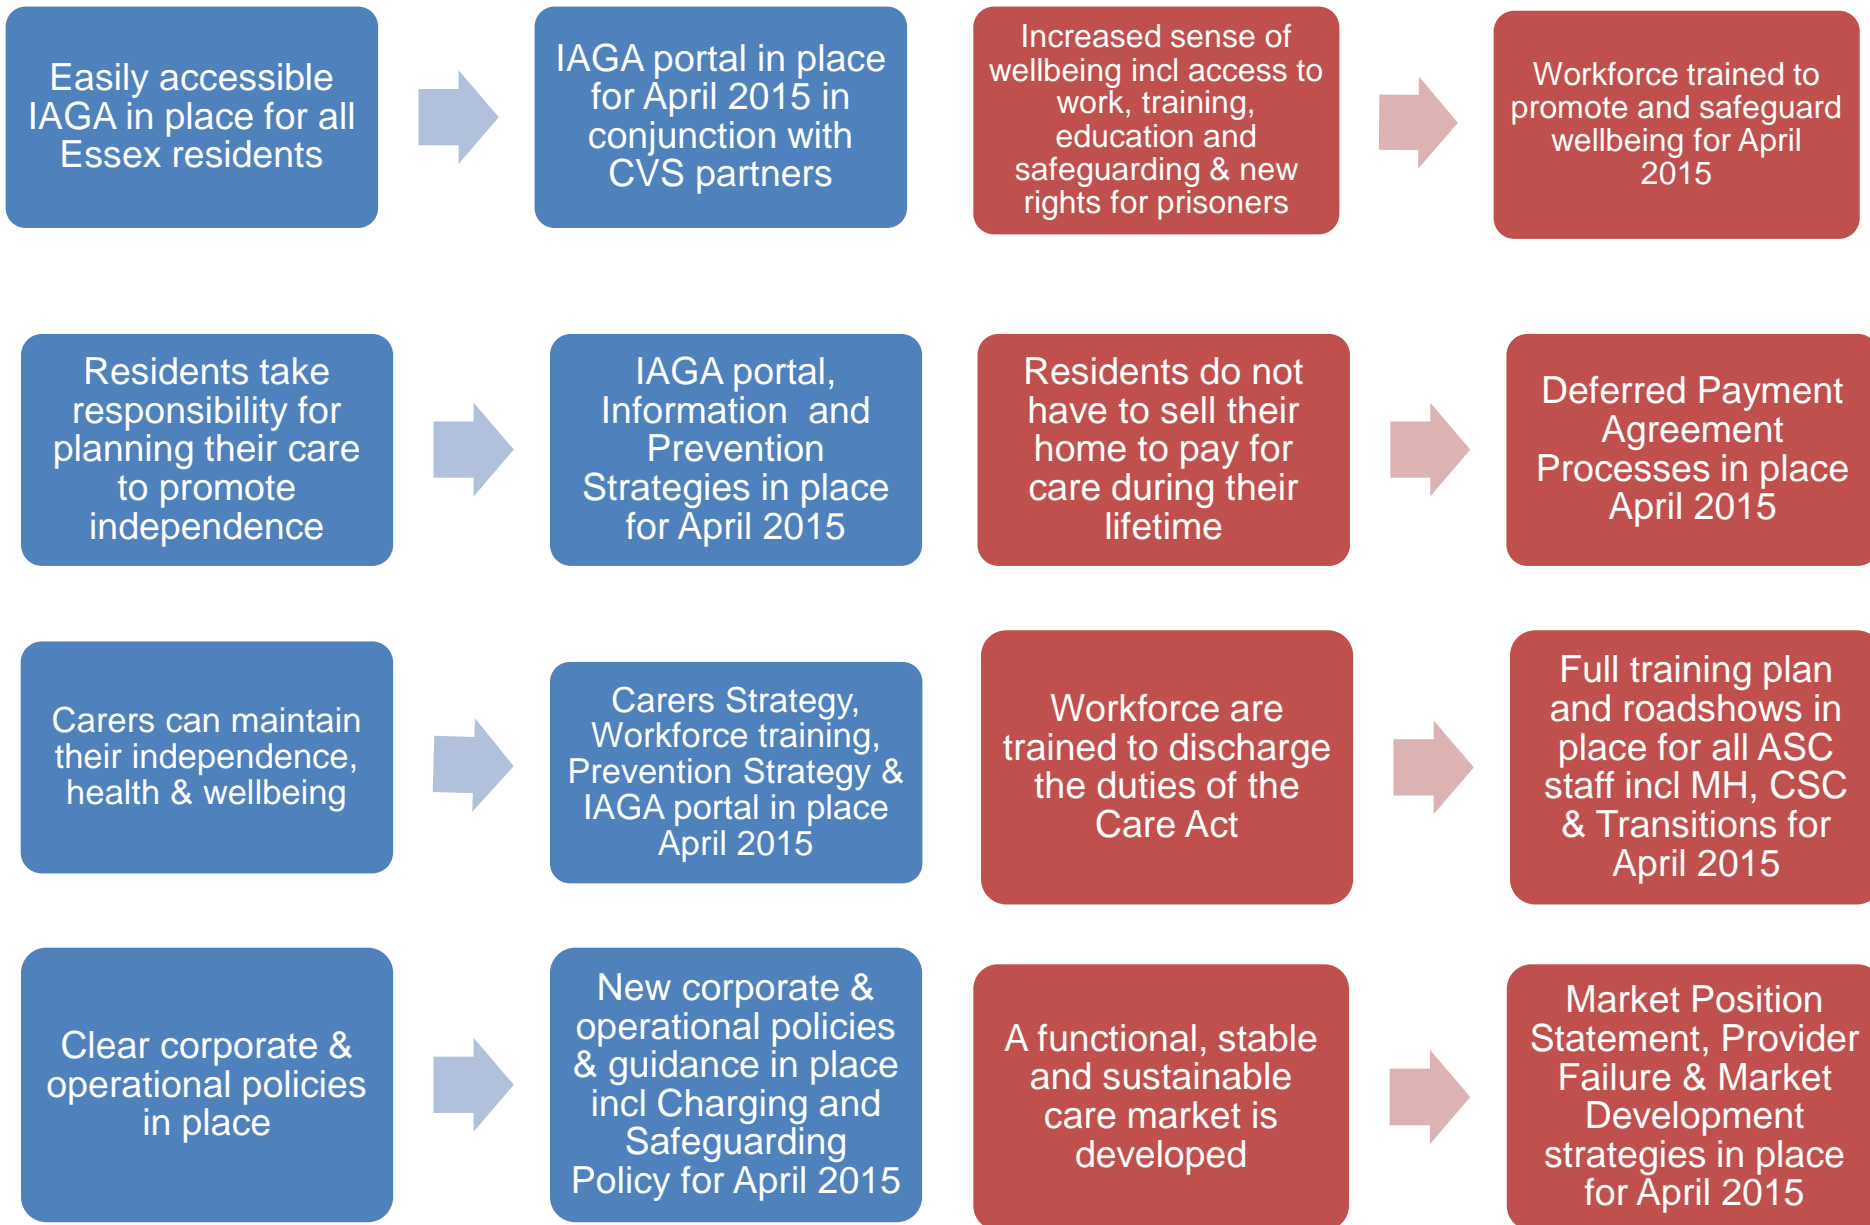 Easily accessible
IAGA in place for all
Essex residents
IAGA portal in place
for April 2015 in
conjunction with
CVS partners
Increased sense of
wellbeing incl access to
work, training,
education and
safeguarding & new
rights for prisoners
Workforce trained to
promote and safeguard
wellbeing for April
2015
Residents take
responsibility for
planning their care
to promote
independence
IAGA portal,
Information and
Prevention
Strategies in place
for April 2015
Residents do not
have to sell their
home to pay for
care during their
lifetime
Deferred Payment
Agreement
Processes in place
April 2015
Carers can maintain
their independence,
health & wellbeing
Carers Strategy,
Workforce training,
Prevention Strategy &
IAGA portal in place
April 2015
Workforce are
trained to discharge
the duties of the
Care Act
Full training plan
and roadshows in
place for all ASC
staff incl MH, CSC
& Transitions for
April 2015
Clear corporate &
operational policies
in place
New corporate &
operational policies
& guidance in place
incl Charging and
Safeguarding
Policy for April 2015
A functional, stable
and sustainable
care market is
developed
Market Position
Statement, Provider
Failure & Market
Development
strategies in place
for April 2015